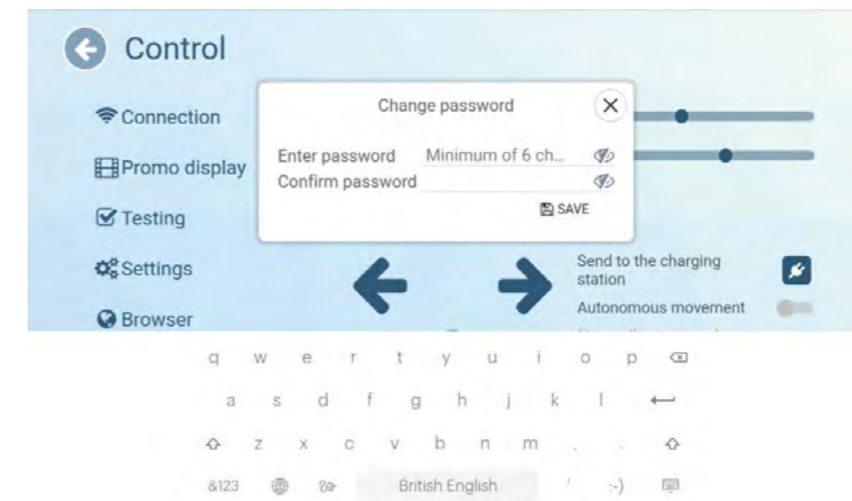 Control
Connection
Promo display
Testing
Settings
Browser
Change password
Enter password Minimum of 6 ch...
Confirm password
SAVE
Send to the charging
station
Autonomous movement
q w e r t y u i o p
a s d f g h j k l
z x c v b n m , .
&123 British English ' :-)